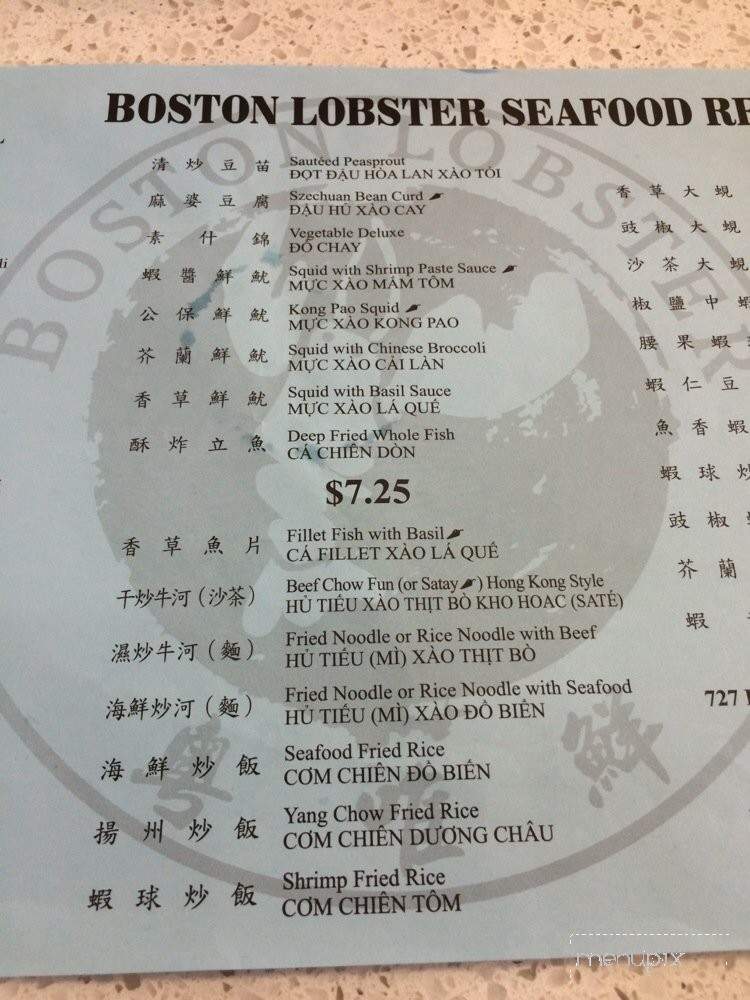 BOSTON LOBSTER SEAFOOD RE
清炒豆苗 Sautéed Peasprout
ĐỌT ĐẬU HÒA LAN XÀO TỎI
麻婆豆腐 Szechuan Bean Curd
ĐẬU HŨ XÀO CAY
素什錦 Vegetable Deluxe
ĐỒ CHAY
蝦醬鮮魷 Squid with Shrimp Paste Sauce
MỰC XÀO MẮM TÔM
公保鮮魷 Kong Pao Squid
MỰC XÀO KONG PAO
芥蘭鮮魷 Squid with Chinese Broccoli
MỰC XÀO CẢI LÀN
香草鮮魷 Squid with Basil Sauce
MỰC XÀO LÁ QUẾ
酥炸立魚 Deep Fried Whole Fish
CÁ CHIÊN DÒN
$7.25
香草魚片 Fillet Fish with Basil
CÁ FILLET XÀO LÁ QUẾ
干炒牛河(沙茶) Beef Chow Fun (or Satay) Hong Kong Style
HỦ TIẾU XÀO THỊT BÒ KHO HOAC (SATÉ)
濕炒牛河(麵) Fried Noodle or Rice Noodle with Beef
HỦ TIẾU (MÌ) XÀO THỊT BÒ
海鮮炒河(麵) Fried Noodle or Rice Noodle with Seafood
HỦ TIẾU (MÌ) XÀO ĐỒ BIỂN
海鮮炒飯 Seafood Fried Rice
CƠM CHIÊN ĐỒ BIỂN
揚州炒飯 Yang Chow Fried Rice
CƠM CHIÊN DƯƠNG CHÂU
蝦球炒飯 Shrimp Fried Rice
CƠM CHIÊN TÔM
香草大蜆
豉椒大蜆
沙茶大蜆
椒鹽中蝦
腰果蝦
蝦仁豆
魚香蝦
蝦球炒
豉椒
芥蘭
蝦
727
BOSTON LOBSTER
粵 鮮
menupix